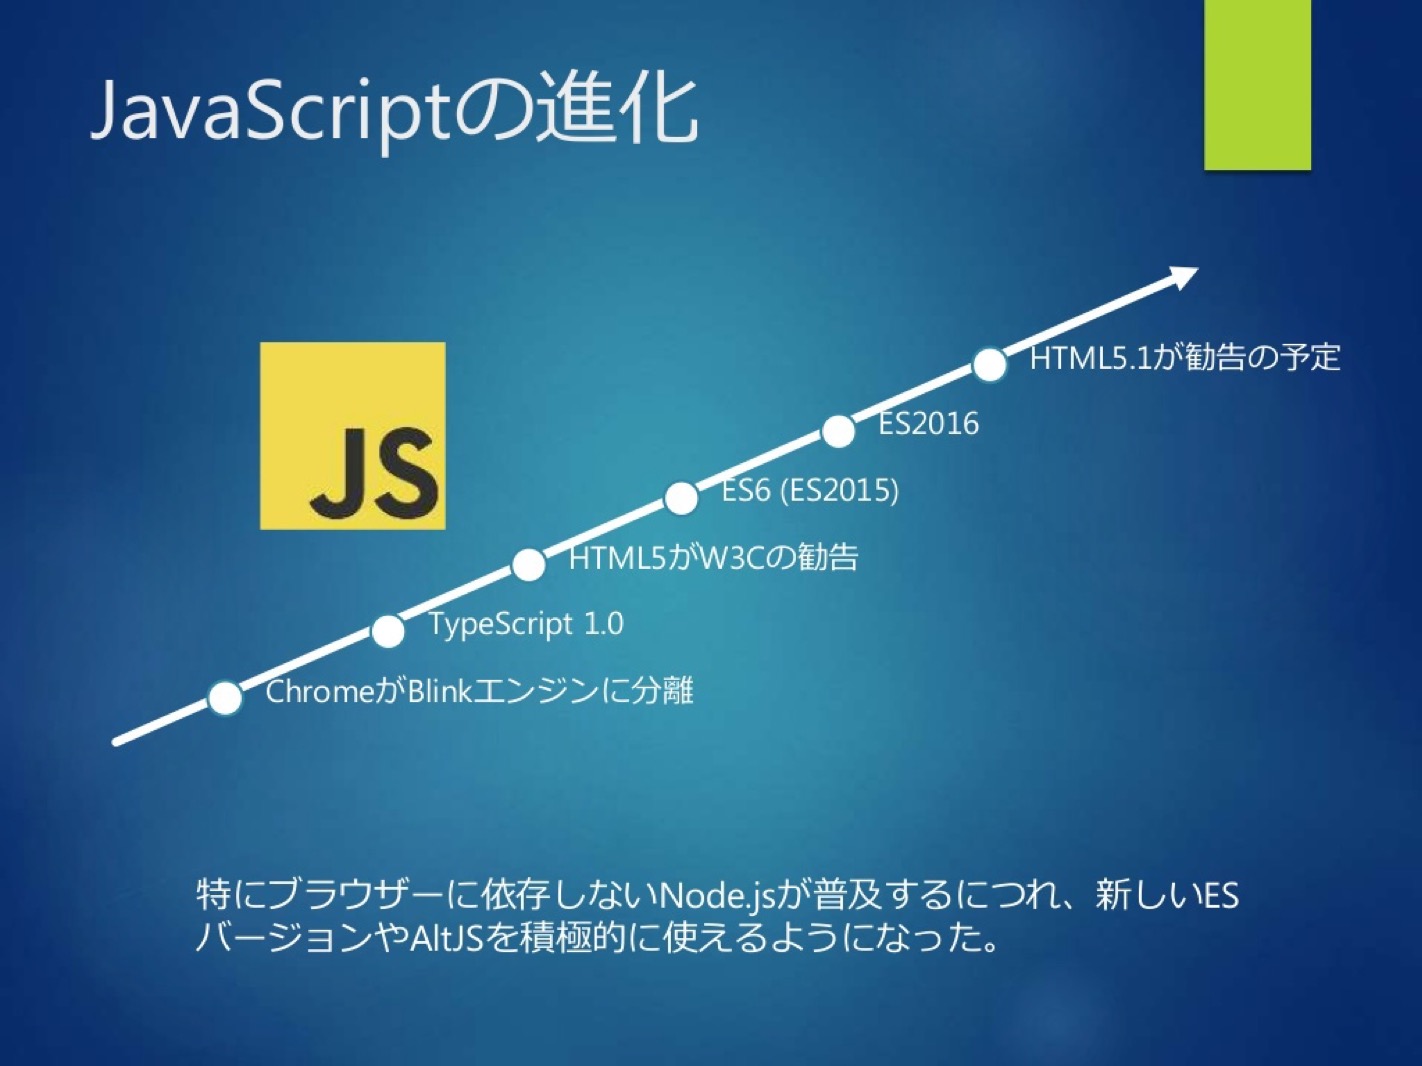 JavaScriptの進化
HTML5.1が勧告の予定
ES2016
ES6 (ES2015)
HTML5がW3Cの勧告
TypeScript 1.0
ChromeがBlinkエンジンに分離
JS
特にブラウザーに依存しないNode.jsが普及するにつれ、新しいES
バージョンやAltJSを積極的に使えるようになった。